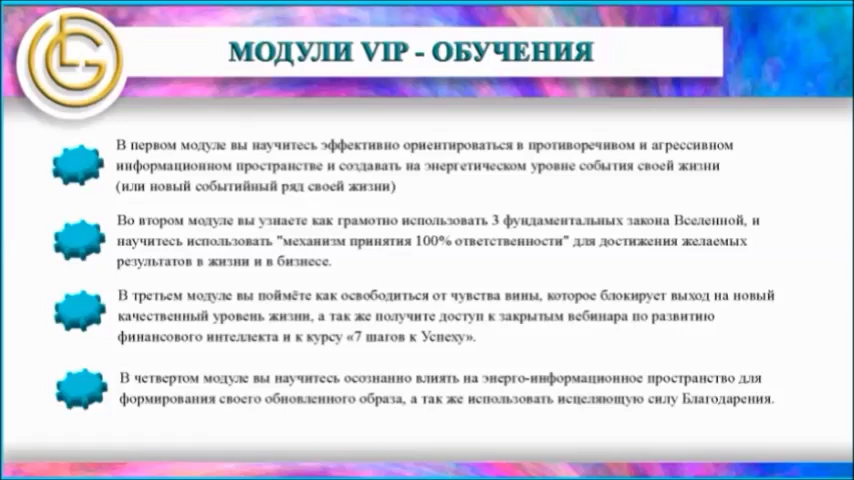 LG
МОДУЛИ VIP - ОБУЧЕНИЯ
В первом модуле вы научитесь эффективно ориентироваться в противоречивом и агрессивном
информационном пространстве и создавать на энергетическом уровне события своей жизни
(или новый событийный ряд своей жизни)
Во втором модуле вы узнаете как грамотно использовать 3 фундаментальных закона Вселенной, и
научитесь использовать "механизм принятия 100% ответственности" для достижения желаемых
результатов в жизни и в бизнесе.
В третьем модуле вы поймёте как освободиться от чувства вины, которое блокирует выход на новый
качественный уровень жизни, а так же получите доступ к закрытым вебинара по развитию
финансового интеллекта и к курсу «7 шагов к Успеху».
В четвертом модуле вы научитесь осознанно влиять на энерго-информационное пространство для
формирования своего обновленного образа, а так же использовать исцеляющую силу Благодарения.